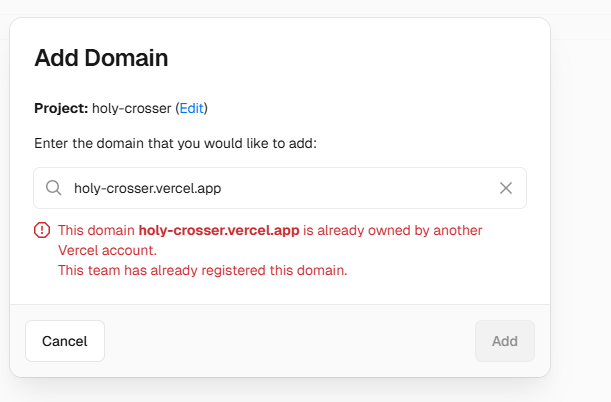 Add Domain
Project: holy-crosser (Edit)
Enter the domain that you would like to add:
holy-crosser.vercel.app
This domain holy-crosser.vercel.app is already owned by another
Vercel account.
This team has already registered this domain.
Cancel
Add